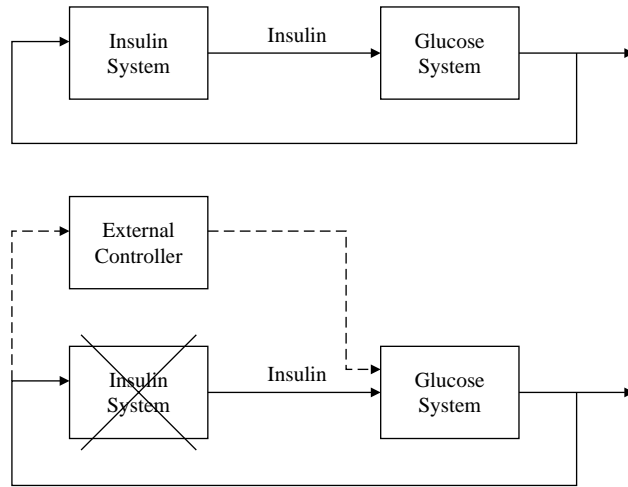 Insulin
System
Insulin
Glucose
System
External
Controller
Insulin
System
Insulin
Glucose
System